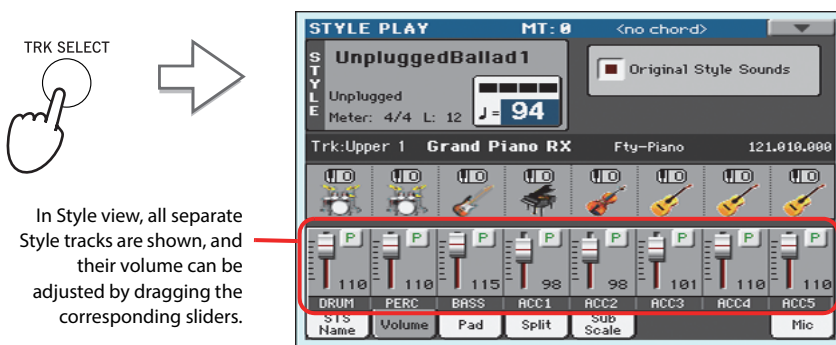 TRK SELECT
In Style view, all separate
Style tracks are shown, and
their volume can be
adjusted by dragging the
corresponding sliders.
STYLE PLAY MT: 0 <no chord>
STYLE
UnpluggedBallad1
Unplugged
Meter: 4/4 L: 12 ♩= 94
Original Style Sounds
Trk:Upper 1 Grand Piano RX Fty-Piano 121.010.000
P P P P P P P P
110 110 115 98 98 101 110 110
DRUM PERC BASS ACC1 ACC2 ACC3 ACC4 ACC5
STS Name Volume Pad Split Sub Scale Mic